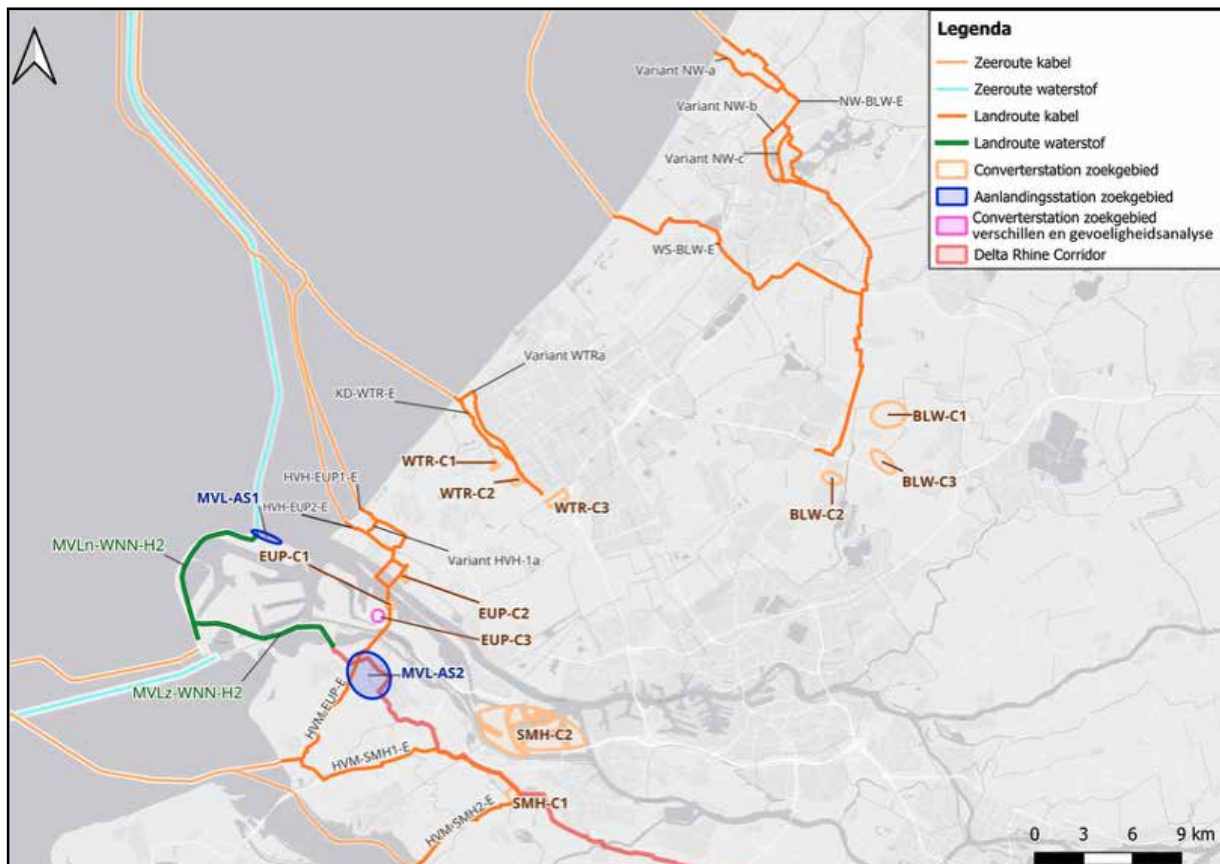 Legenda
Zeeroute kabel
Zeeroute waterstof
Landroute kabel
Landroute waterstof
Converterstation zoekgebied
Aanlandingsstation zoekgebied
Converterstation zoekgebied
verschillen en gevoeligheidsanalyse
Delta Rhine Corridor
Variant NW-a
NW-BLW-E
Variant NW-b
Variant NW-c
WS-BLW-E
Variant WTRa
KD-WTR-E
BLW-C1
WTR-C1
BLW-C3
HVH-EUP1-E
WTR-C2
MVL-AS1
HVH-EUP2-E
WTR-C3
BLW-C2
MVLn-WNN-H2
EUP-C1
Variant HVH-1a
EUP-C2
EUP-C3
MVL-AS2
MVLz-WNN-H2
HVM-EUP-E
SMH-C2
HVM-SMH1-E
SMH-C1
HVM-SMH2-E
0 3 6 9 km